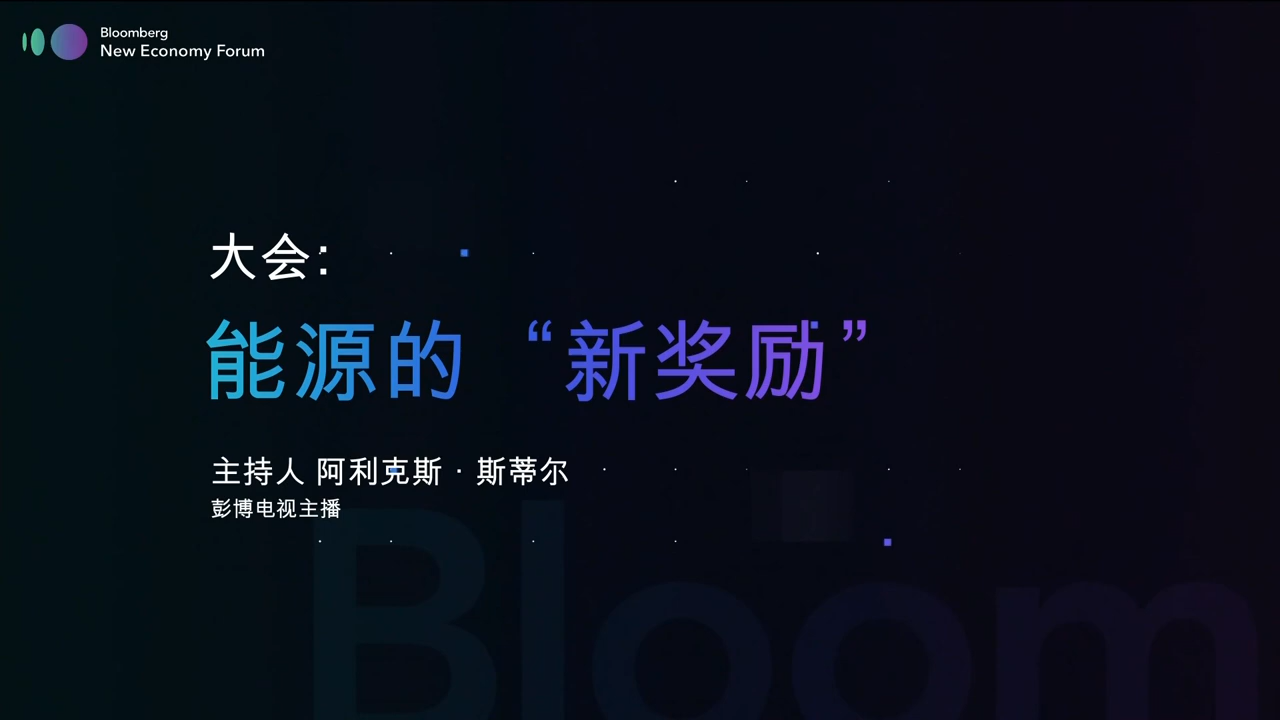 Bloomberg
New Economy Forum
大会：
能源的 “新奖励”
主持人 阿利克斯 · 斯蒂尔
彭博电视主播
Bloom